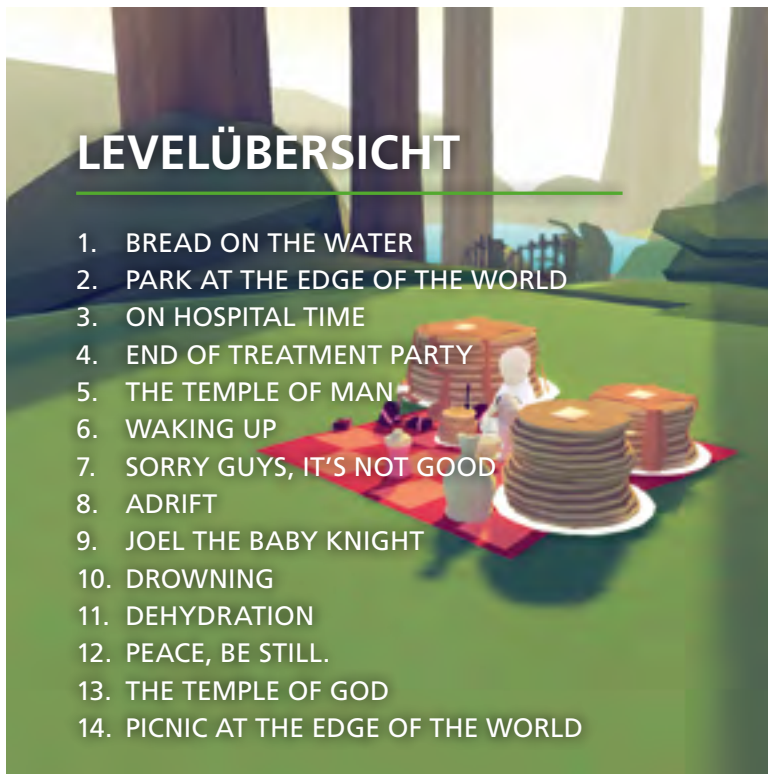 LEVELÜBERSICHT
1. BREAD ON THE WATER
2. PARK AT THE EDGE OF THE WORLD
3. ON HOSPITAL TIME
4. END OF TREATMENT PARTY
5. THE TEMPLE OF MAN
6. WAKING UP
7. SORRY GUYS, IT'S NOT GOOD
8. ADRIFT
9. JOEL THE BABY KNIGHT
10. DROWNING
11. DEHYDRATION
12. PEACE, BE STILL.
13. THE TEMPLE OF GOD
14. PICNIC AT THE EDGE OF THE WORLD